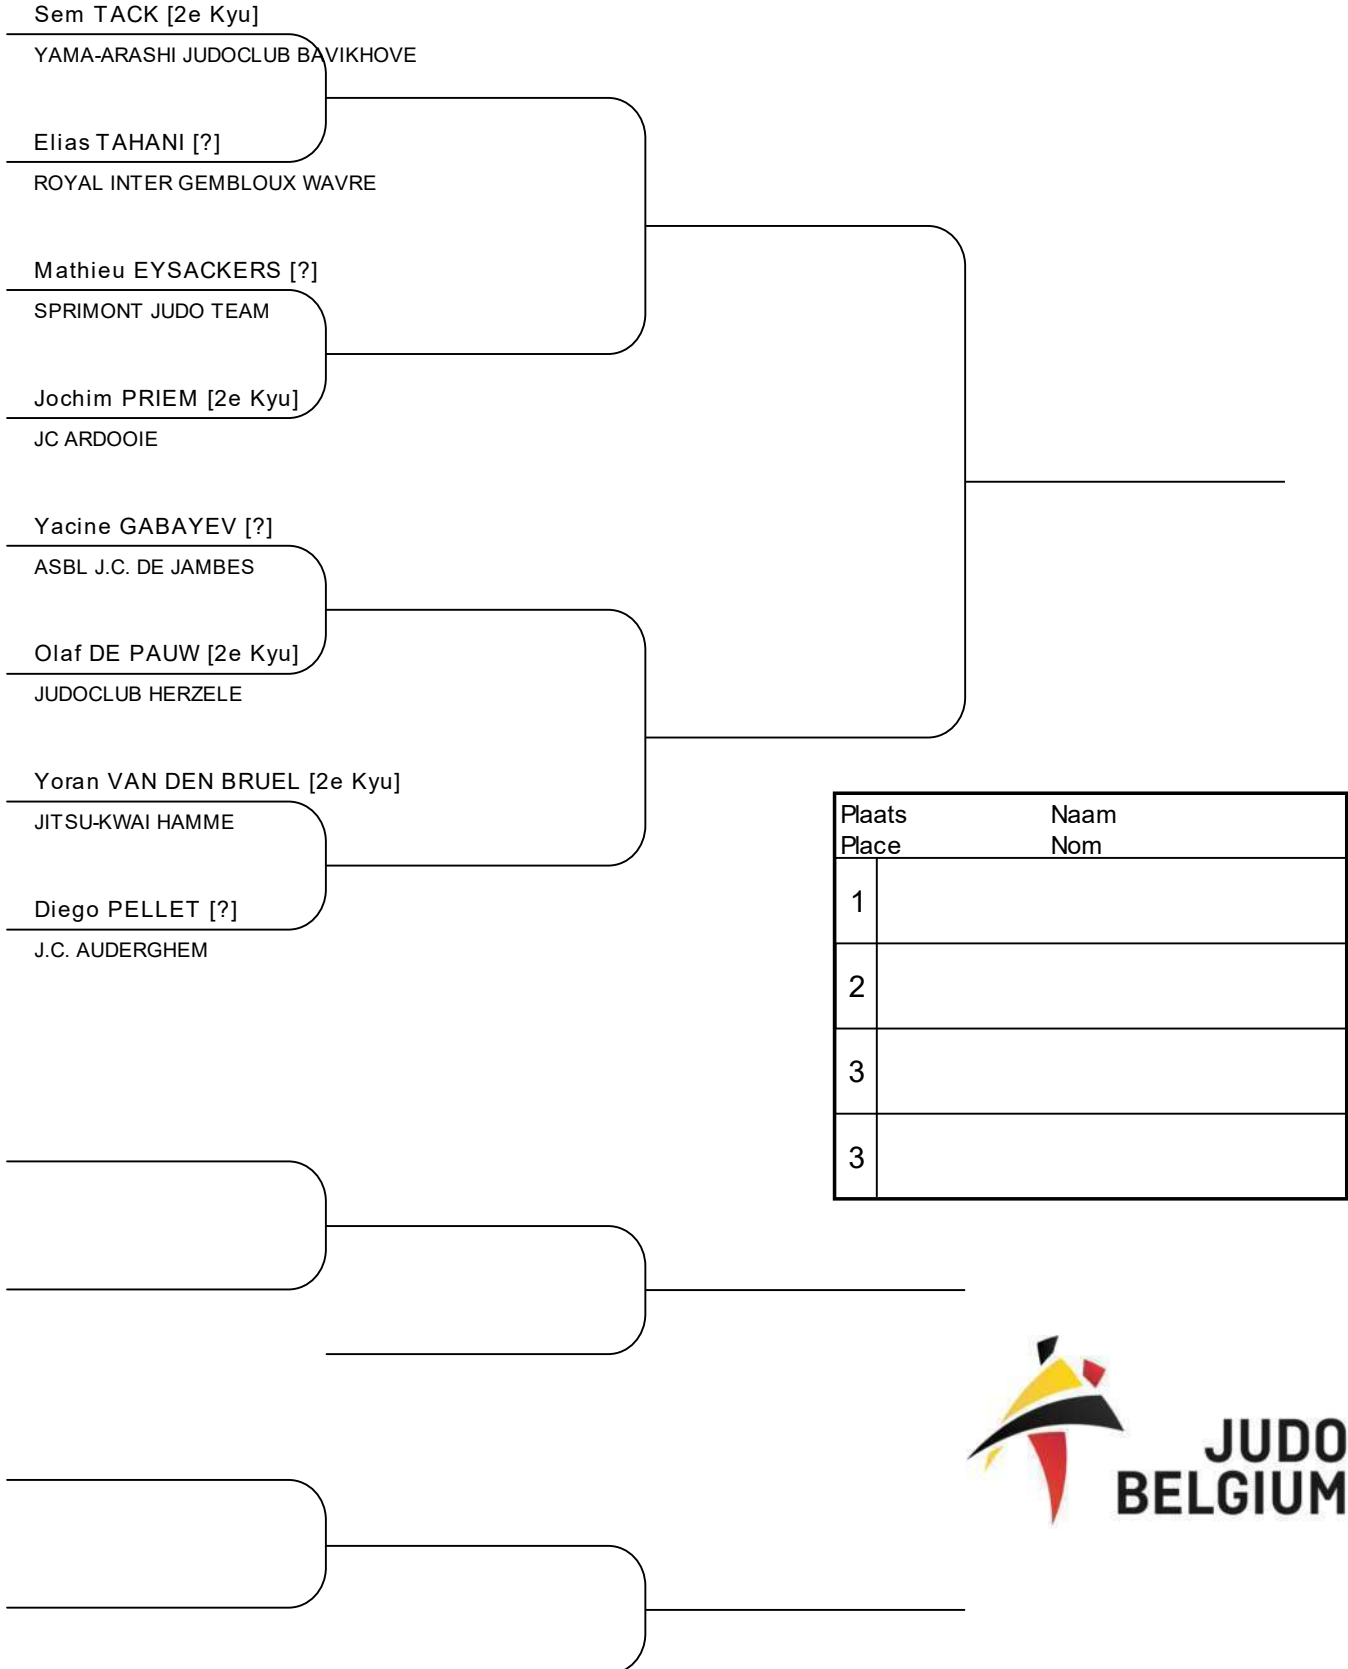 Sem TACK [2e Kyu]
YAMA-ARASHI JUDOCLUB BAVIKHOVE
Elias TAHANI [?]
ROYAL INTER GEMBLOUX WAVRE
Mathieu EYSACKERS [?]
SPRIMONT JUDO TEAM
Jochim PRIEM [2e Kyu]
JC ARDOOIE
Yacine GABAYEV [?]
ASBL J.C. DE JAMBES
Olaf DE PAUW [2e Kyu]
JUDOCLUB HERZELE
Yoran VAN DEN BRUEL [2e Kyu]
JITSU-KWAI HAMME
Diego PELLET [?]
J.C. AUDERGHEM
Plaats Naam
Place Nom
1
2
3
3
JUDO
BELGIUM